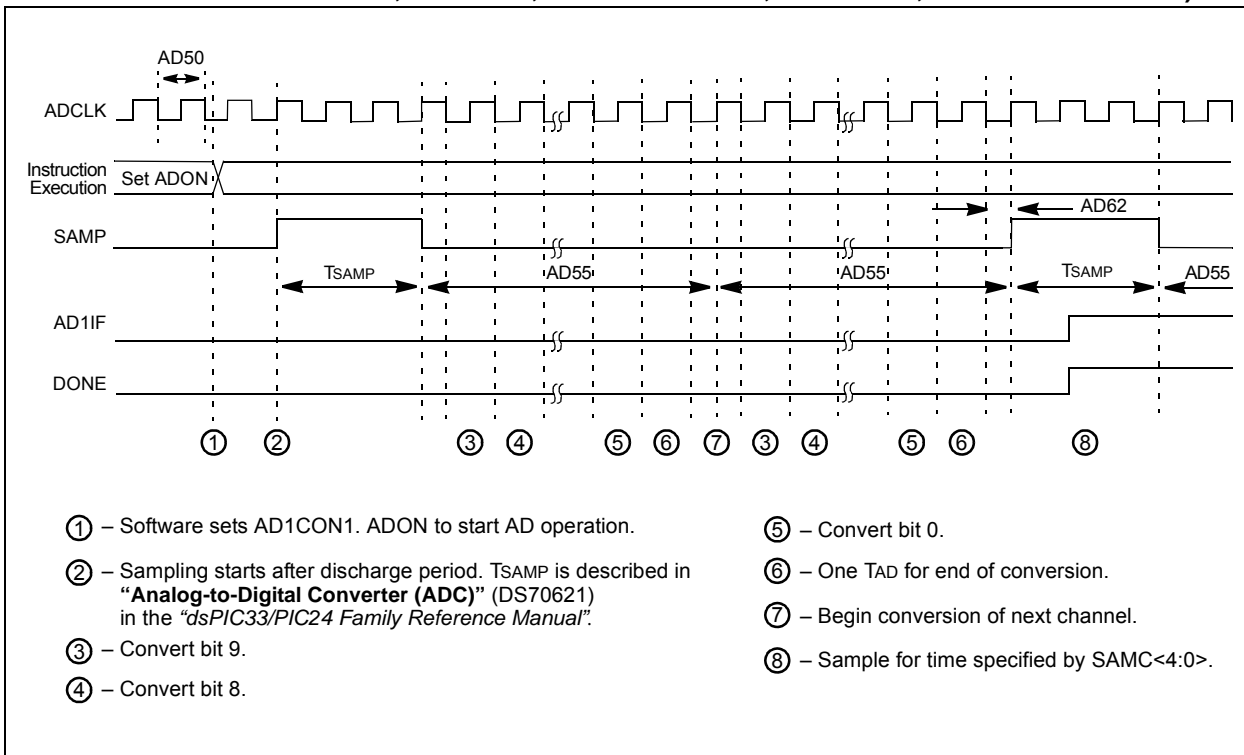 AD50
ADCLK
Instruction
Execution
Set ADON
AD62
SAMP
TSAMP
AD55
AD55
TSAMP
AD55
AD1IF
DONE
1 2 3 4 5 6 7 3 4 5 6 8
1 – Software sets AD1CON1. ADON to start AD operation.
2 – Sampling starts after discharge period. TSAMP is described in
“Analog-to-Digital Converter (ADC)” (DS70621)
in the “dsPIC33/PIC24 Family Reference Manual”.
3 – Convert bit 9.
4 – Convert bit 8.
5 – Convert bit 0.
6 – One TAD for end of conversion.
7 – Begin conversion of next channel.
8 – Sample for time specified by SAMC<4:0>.